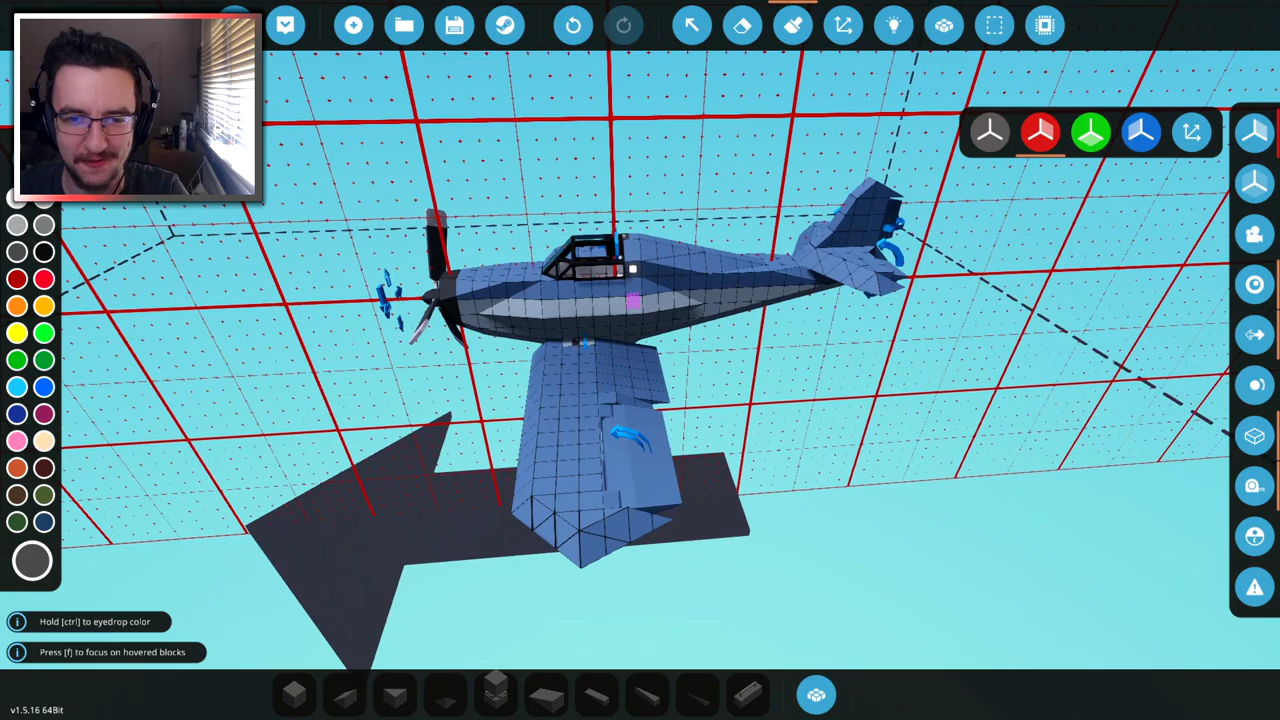 Hold [ctrl] to eyedrop color
Press [f] to focus on hovered blocks
v1.5.16 64Bit